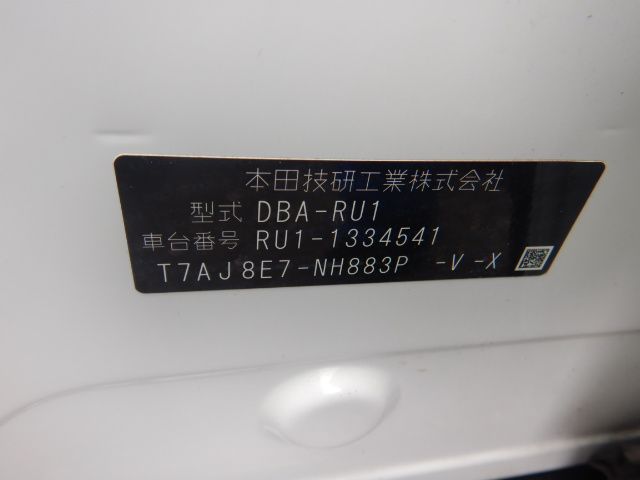 本田技研工業株式会社
型式 DBA-RU1
車台番号 RU1-1334541
T7AJ8E7-NH883P -V -X